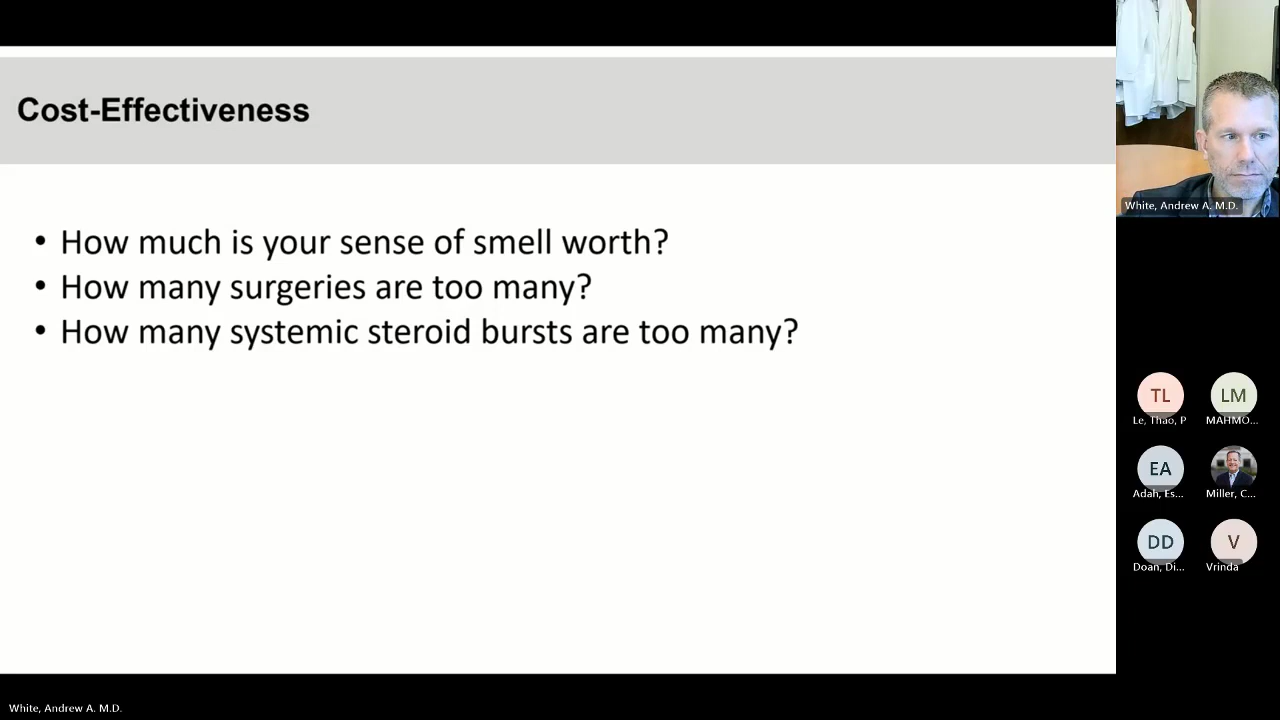 Cost-Effectiveness
• How much is your sense of smell worth?
• How many surgeries are too many?
• How many systemic steroid bursts are too many?
White, Andrew A. M.D.
TL
LM
Le, Thao, P
MAHMO...
EA
Adah, Es...
Miller, C...
DD
V
Doan, Di...
Vrinda
White, Andrew A. M.D.